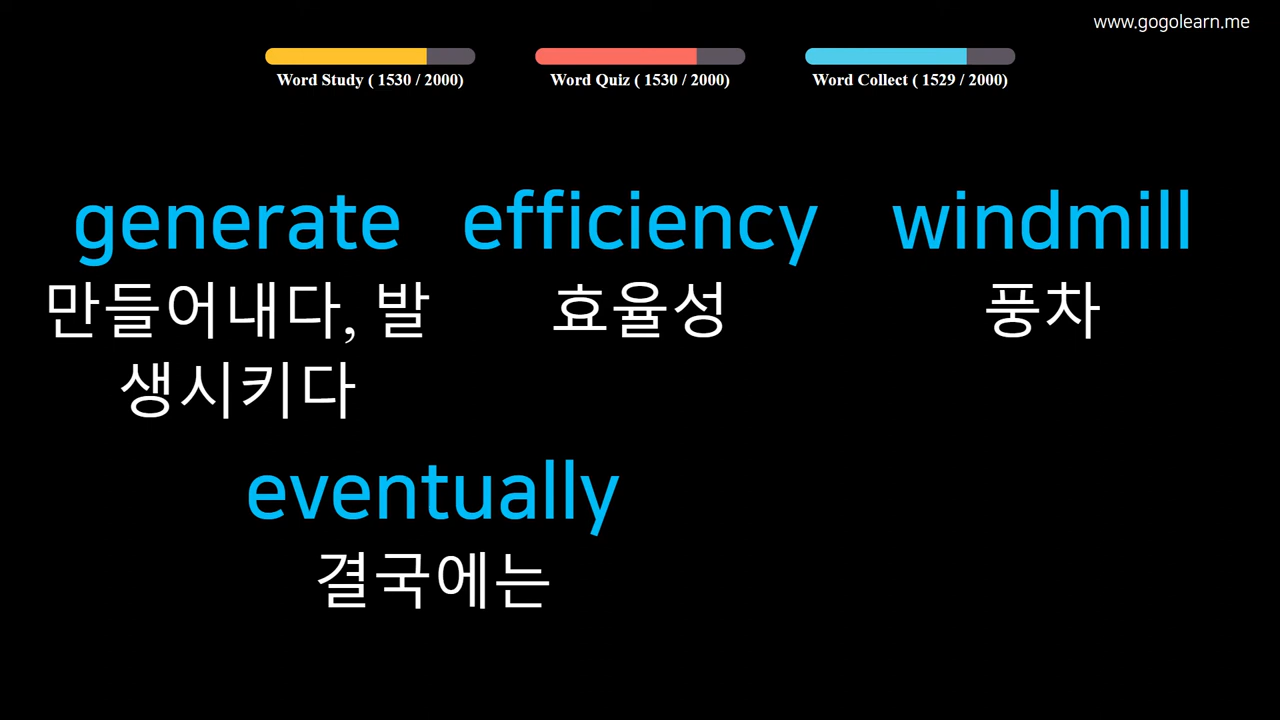 www.gogolearn.me
Word Study ( 1530 / 2000)
Word Quiz ( 1530 / 2000)
Word Collect ( 1529 / 2000)
generate
만들어내다, 발
생시키다
efficiency
효율성
windmill
풍차
eventually
결국에는